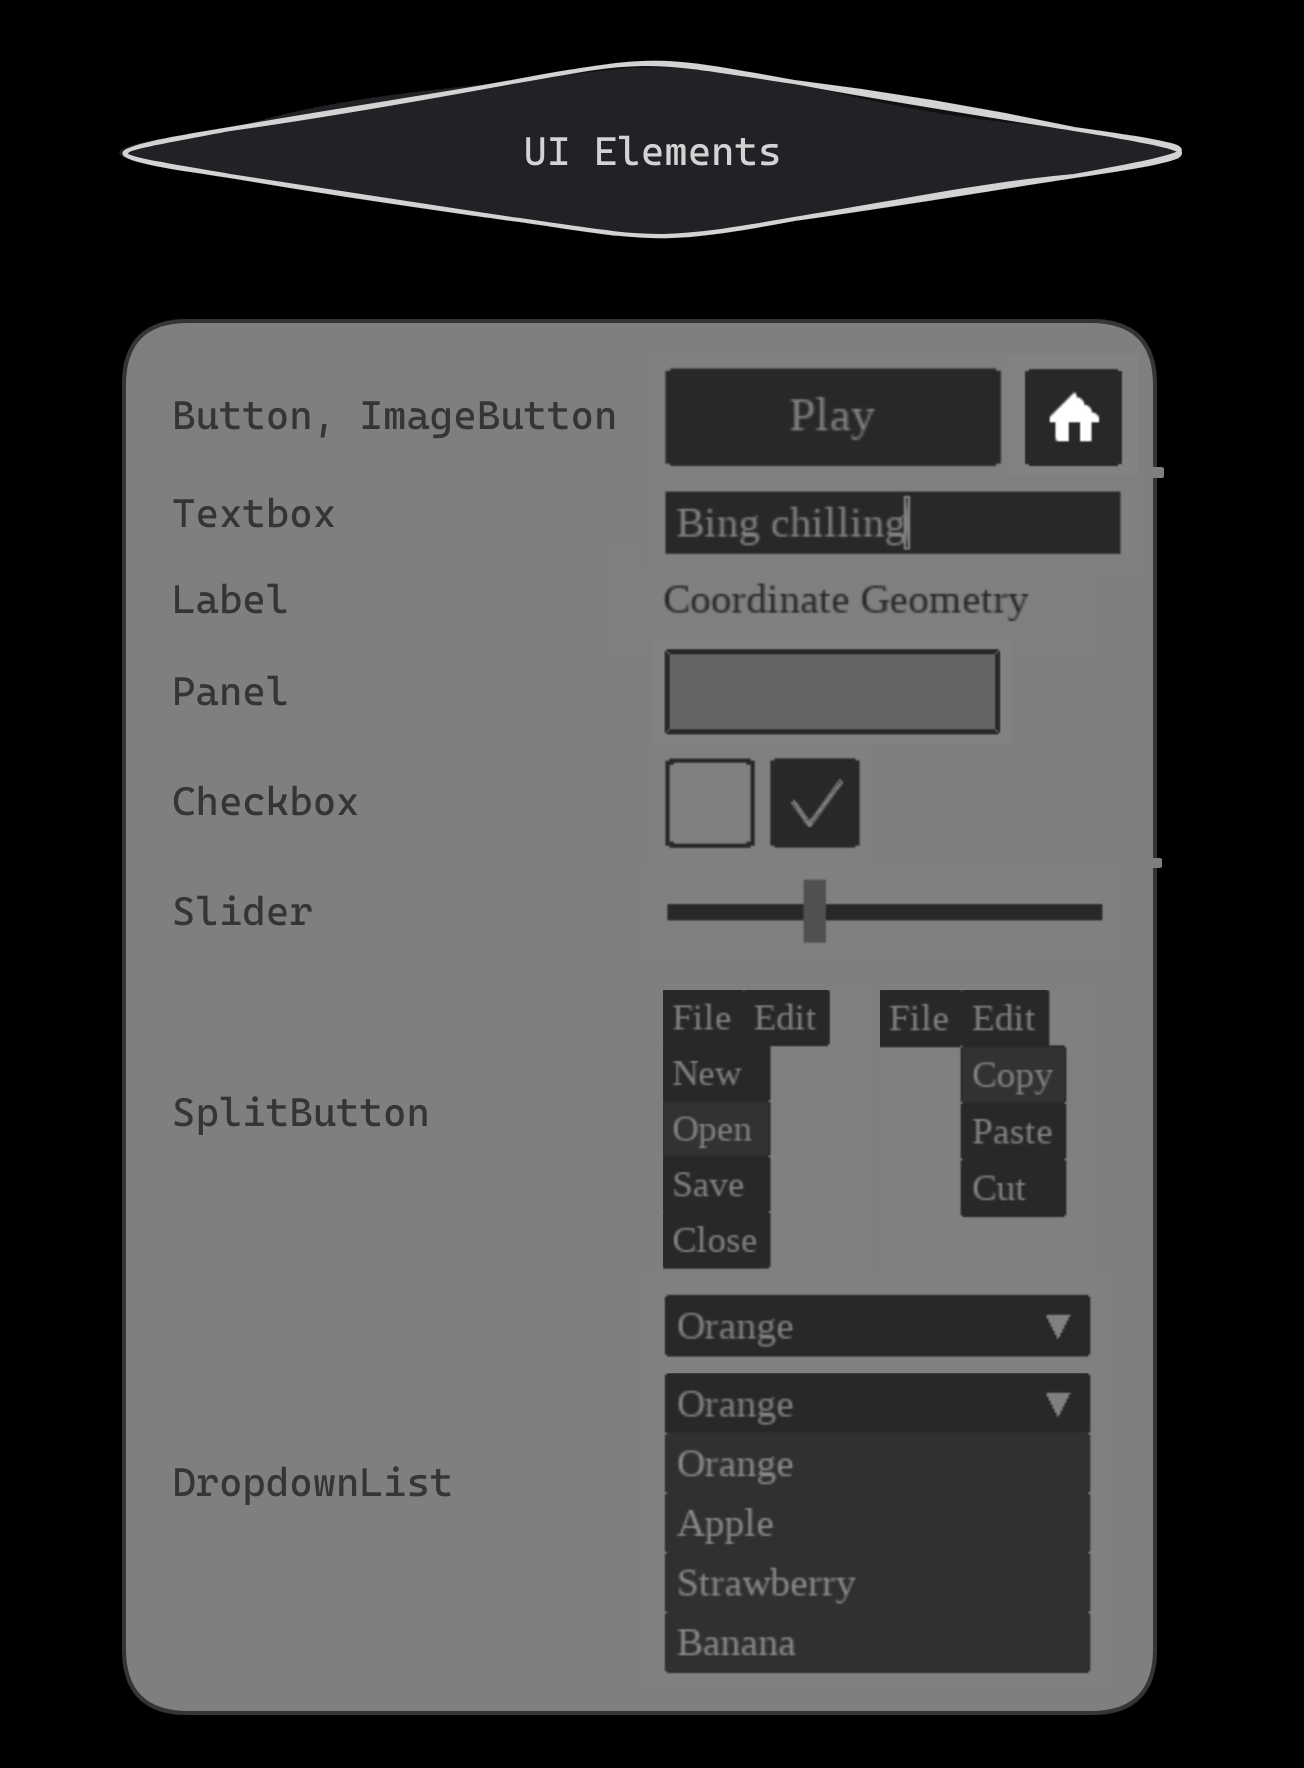 UI Elements
Button, ImageButton
Play
Textbox
Bing chilling
Label
Coordinate Geometry
Panel
Checkbox
Slider
SplitButton
File Edit
New
Open
Save
Close
File Edit
Copy
Paste
Cut
DropdownList
Orange
Orange
Orange
Apple
Strawberry
Banana